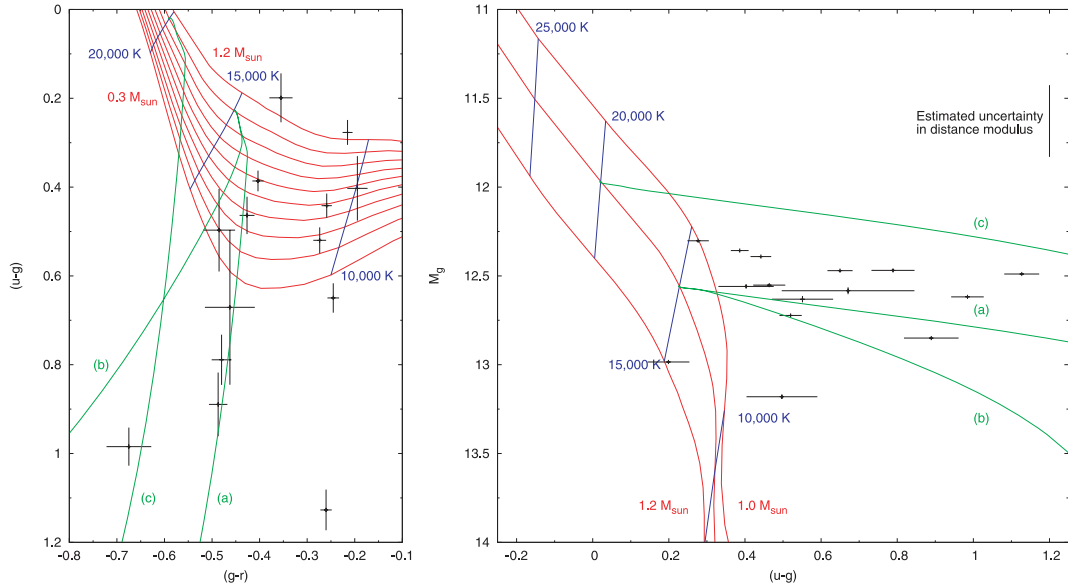 0
0.2
0.4
0.6
0.8
1
1.2
(u-g)
-0.8
-0.7
-0.6
-0.5
-0.4
-0.3
-0.2
-0.1
(g-r)
20,000 K
1.2 Msun
15,000 K
0.3 Msun
10,000 K
(b)
(c)
(a)
11
11.5
12
12.5
13
13.5
14
Mg
-0.2
0
0.2
0.4
0.6
0.8
1
1.2
(u-g)
25,000 K
20,000 K
Estimated uncertainty
in distance modulus
(c)
(a)
15,000 K
(b)
10,000 K
1.2 Msun
1.0 Msun